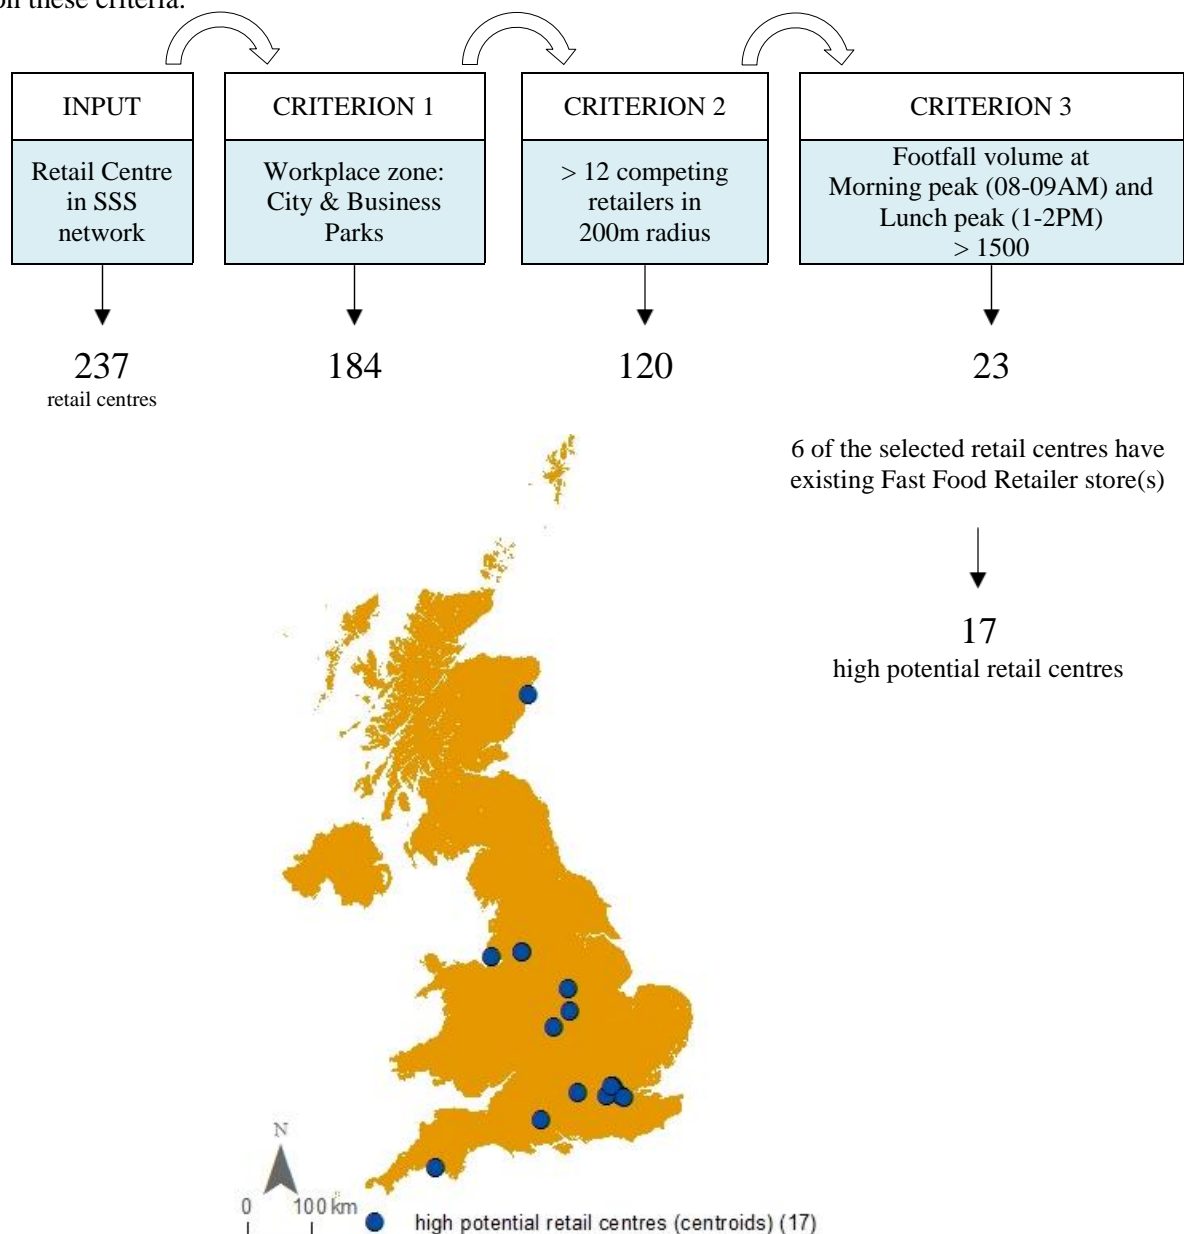 on these criteria.
INPUT
Retail Centre
in SSS
network
CRITERION 1
Workplace zone:
City & Business
Parks
CRITERION 2
> 12 competing
retailers in
200m radius
CRITERION 3
Footfall volume at
Morning peak (08-09AM) and
Lunch peak (1-2PM)
> 1500
237
retail centres
184
120
23
6 of the selected retail centres have
existing Fast Food Retailer store(s)
17
high potential retail centres
N
0 100 km
high potential retail centres (centroids) (17)